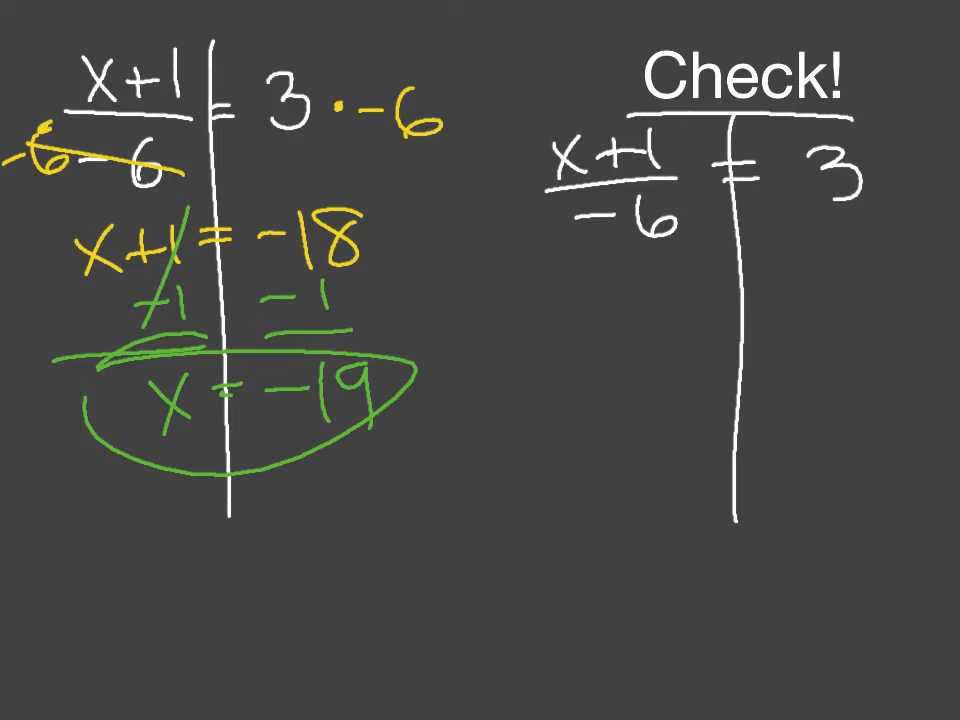 x+1 / -6 = 3 · -6
-6 ·
x+1 = -18
-1 -1
x = -19
Check!
x+1 / -6 = 3